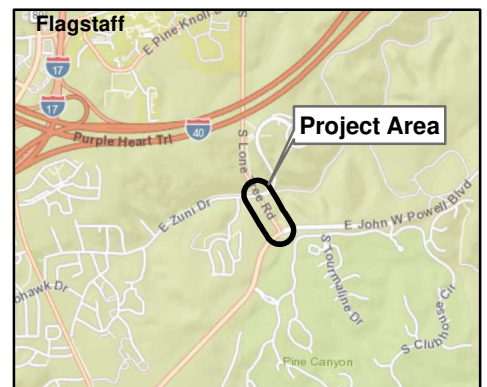 Flagstaff
E Pine Knoll
S
17
17
40
Purple Heart Trl
S Lone
ee Rd
Project Area
E Zuni Dr
E John W Powell Blvd
S Tourmaline Dr
ohawk Dr
S Clubhouse Cir
Pine Canyon